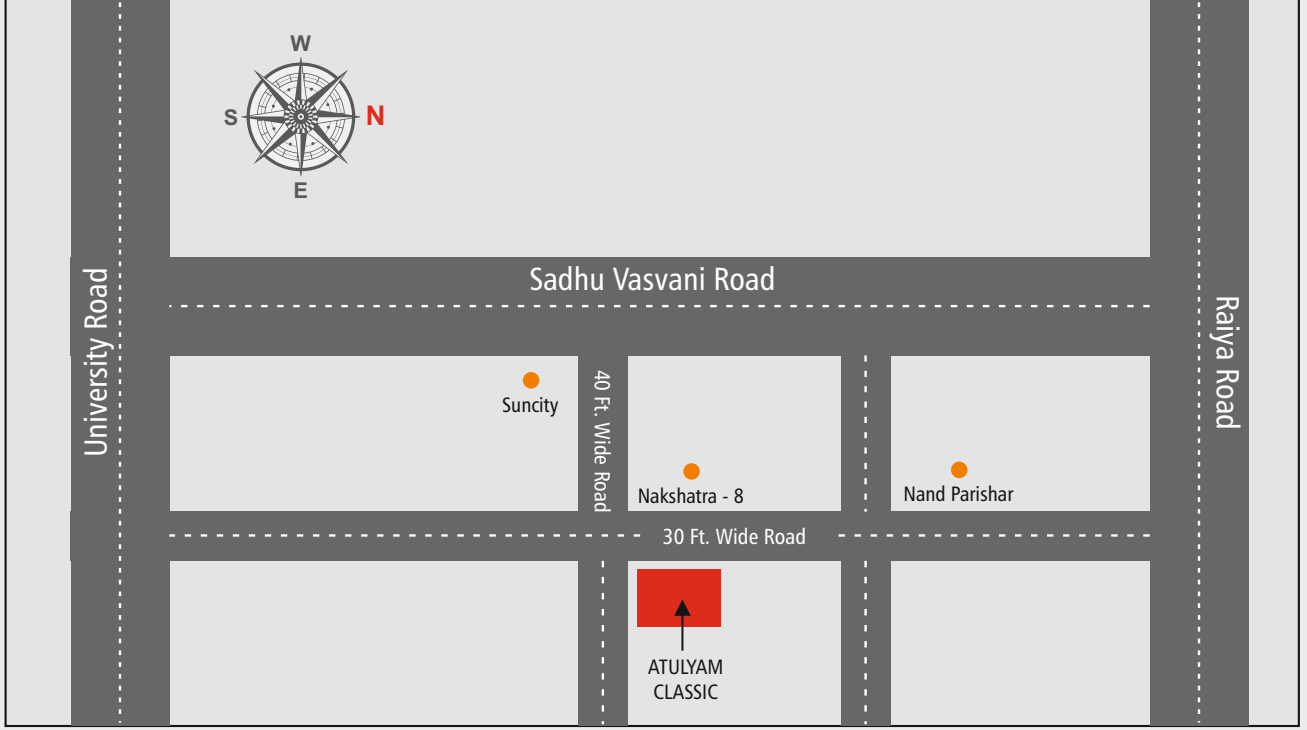 W
S
N
E
Sadhu Vasvani Road
University Road
Raiya Road
Suncity
40 Ft. Wide Road
Nakshatra - 8
Nand Parishar
30 Ft. Wide Road
ATULYAM
CLASSIC